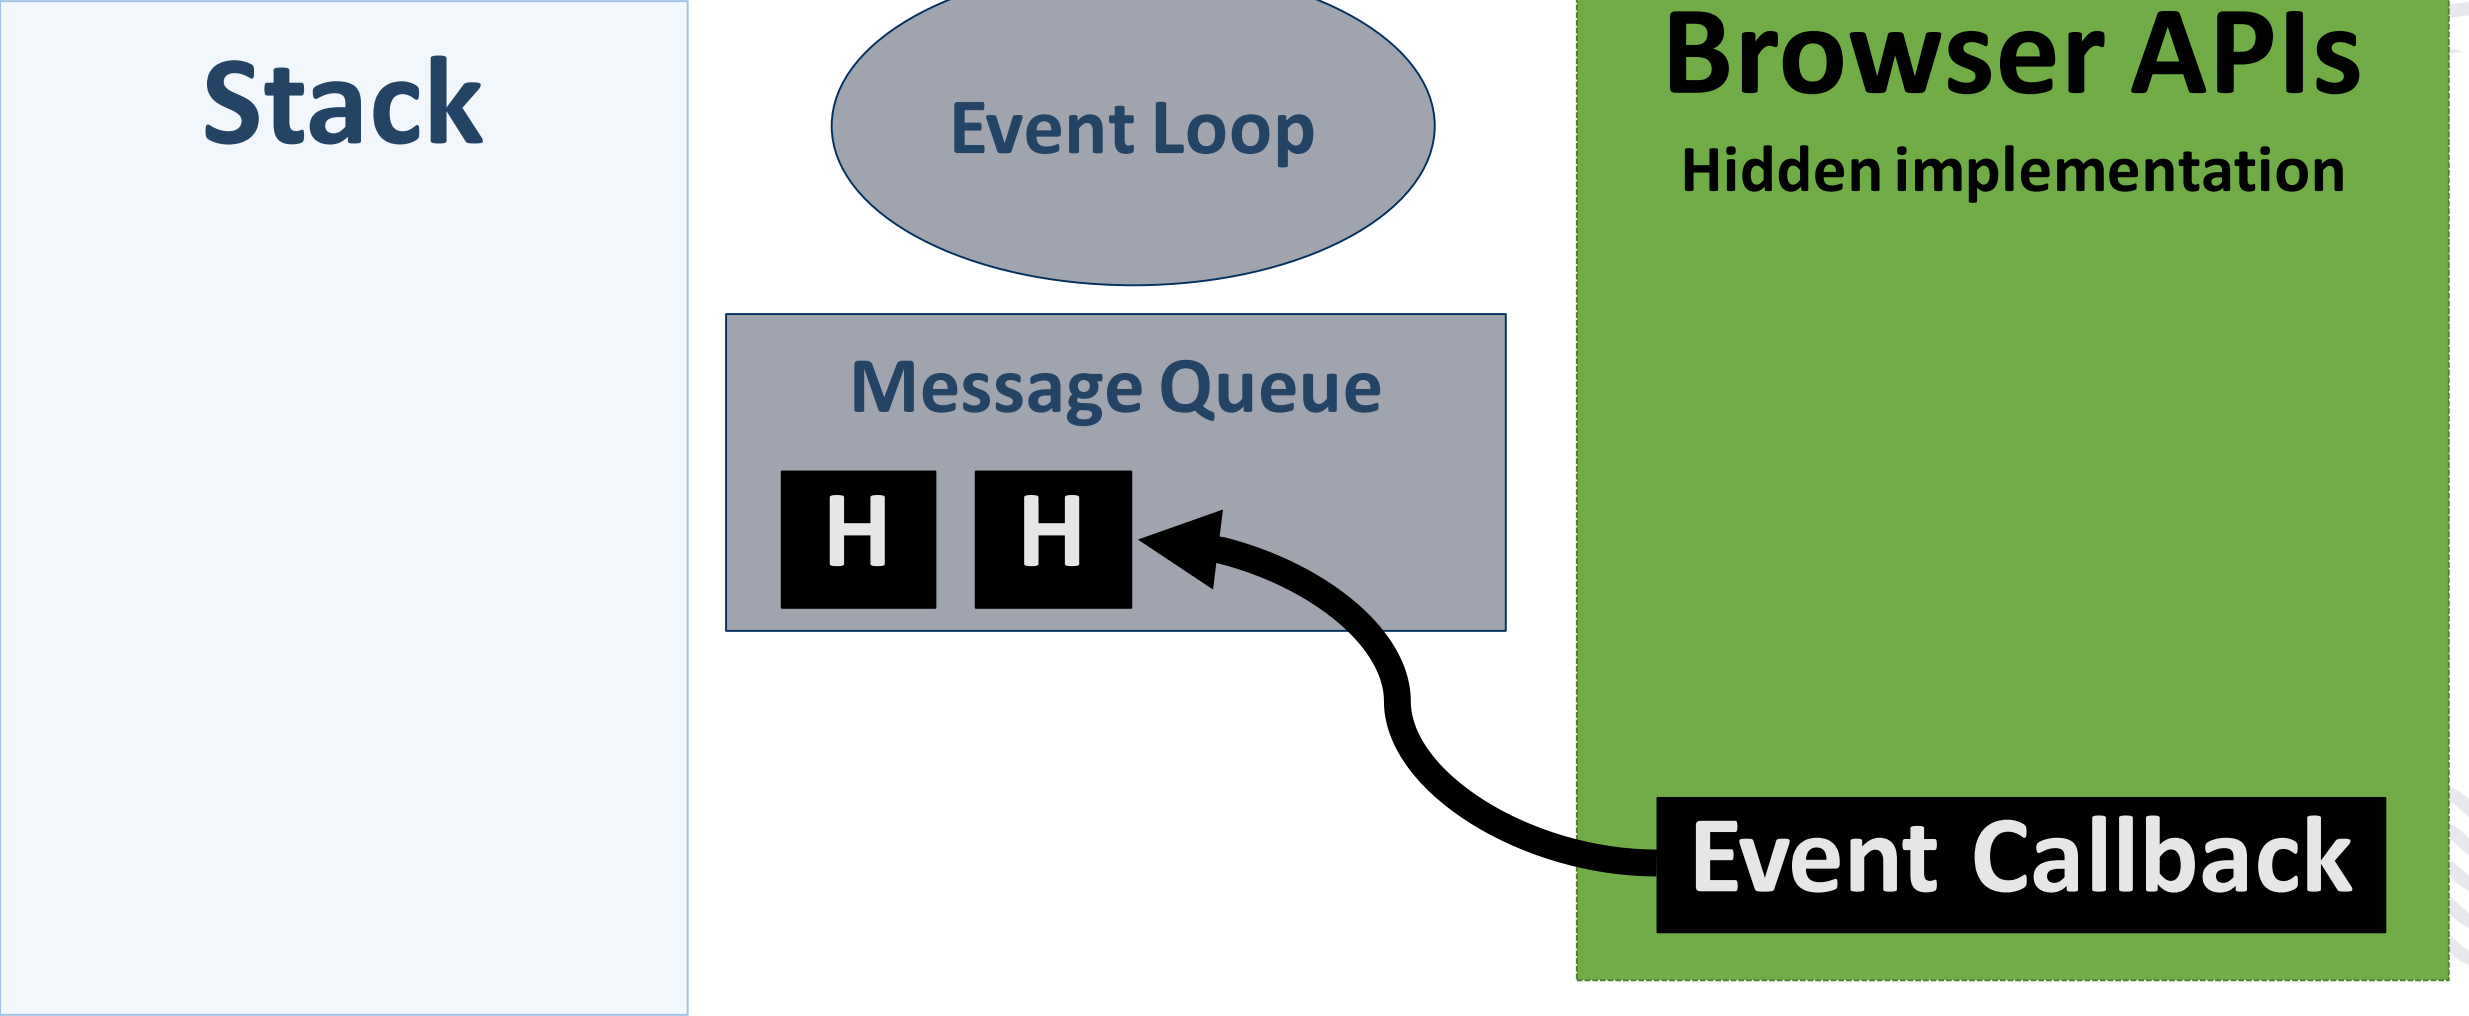 Stack
Event Loop
Browser APIs
Hidden implementation
Message Queue
H H
Event Callback